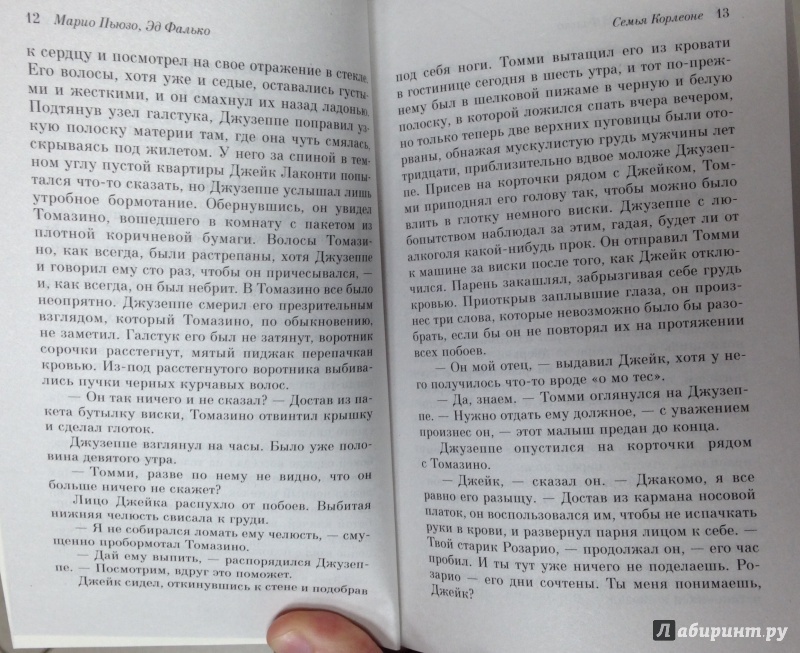 12 Марио Пьюзо, Эд Фалько
к сердцу и посмотрел на свое отражение в стекле.
Его волосы, хотя уже и седые, оставались густы-
ми и жесткими, и он смахнул их назад ладонью.
Подтянув узел галстука, Джузеппе поправил уз-
кую полоску материи там, где она чуть смялась,
скрываясь под жилетом. У него за спиной в тем-
ном углу пустой квартиры Джейк Лаконти попы-
тался что-то сказать, но Джузеппе услышал лишь
утробное бормотание. Обернувшись, он увидел
Томазино, вошедшего в комнату с пакетом из
плотной коричневой бумаги. Волосы Томази-
но, как всегда, были растрепаны, хотя Джузеппе
и говорил ему сто раз, чтобы он причесывался, —
и, как всегда, он был небрит. В Томазино все было
неопрятно. Джузеппе смерил его презрительным
взглядом, который Томазино, по обыкновению,
не заметил. Галстук его был не затянут, воротник
сорочки расстегнут, мятый пиджак перепачкан
кровью. Из-под расстегнутого воротника выбива-
лись пучки черных курчавых волос.
— Он так ничего и не сказал? — Достав из па-
кета бутылку виски, Томазино отвинтил крышку
и сделал глоток.
Джузеппе взглянул на часы. Было уже поло-
вина девятого утра.
— Томми, разве по нему не видно, что он
больше ничего не скажет?
Лицо Джейка распухло от побоев. Выбитая
нижняя челюсть свисала к груди.
— Я не собирался ломать ему челюсть, — сму-
щенно пробормотал Томазино.
— Дай ему выпить, — распорядился Джузеп-
пе. — Посмотрим, вдруг это поможет.
Джейк сидел, откинувшись к стене и подобрав
Семья Корлеоне 13
под себя ноги. Томми вытащил его из кровати
в гостинице сегодня в шесть утра, и тот по-преж-
нему был в шелковой пижаме в черную и белую
полоску, в которой ложился спать вчера вечером,
но только теперь две верхних пуговицы были ото-
рваны, обнажая мускулистую грудь мужчины лет
тридцати, приблизительно вдвое моложе Джузеп-
пе. Присев на корточки рядом с Джейком, Том-
ми приподнял его голову так, чтобы можно было
влить в глотку немного виски. Джузеппе с лю-
бопытством наблюдал за этим, гадая, будет ли от
алкоголя какой-нибудь прок. Он отправил Томми
к машине за виски после того, как Джейк отклю-
чился. Парень закашлял, забрызгивая себе грудь
кровью. Приоткрыв заплывшие глаза, он произ-
нес три слова, которые невозможно было бы разо-
брать, если бы он не повторял их на протяжении
всех побоев.
— Он мой отец, — выдавил Джейк, хотя у не-
го получилось что-то вроде «о мо тес».
— Да, знаем. — Томми оглянулся на Джузеп-
пе. — Нужно отдать ему должное, — с уважением
произнес он, — этот малыш предан до конца.
Джузеппе опустился на корточки рядом
с Томазино.
— Джейк, — сказал он. — Джакомо, я все
равно его разыщу. — Достав из кармана носовой
платок, он воспользовался им, чтобы не испачкать
руки в крови, и развернул парня лицом к себе. —
Твой старик Розарио, — продолжал он, — его час
пробил. И ты тут уже ничего не поделаешь. Ро-
зарио — его дни сочтены. Ты меня понимаешь,
Джейк?
Лабиринт.ру